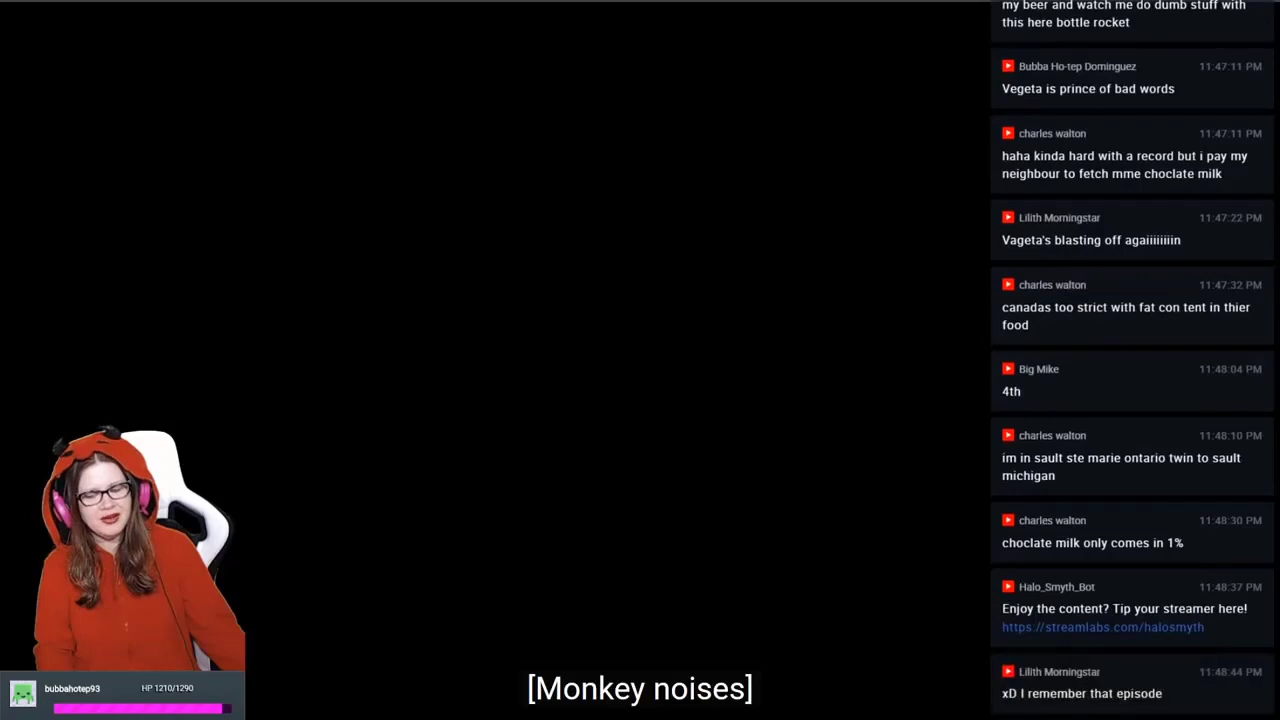 my beer and watch me do dumb stuff with
this here bottle rocket
Bubba Ho-tep Dominguez 11:47:11 PM
Vegeta is prince of bad words
charles walton 11:47:11 PM
haha kinda hard with a record but i pay my
neighbour to fetch mme choclate milk
Lilith Morningstar 11:47:22 PM
Vageta's blasting off agaiiiiiiiin
charles walton 11:47:32 PM
canadas too strict with fat con tent in thier
food
Big Mike 11:48:04 PM
4th
charles walton 11:48:10 PM
im in sault ste marie ontario twin to sault
michigan
charles walton 11:48:30 PM
choclate milk only comes in 1%
Halo_Smyth_Bot 11:48:37 PM
Enjoy the content? Tip your streamer here!
https://streamlabs.com/halosmyth
Lilith Morningstar 11:48:44 PM
xD I remember that episode
bubbahotep93 HP 1210/1290
[Monkey noises]